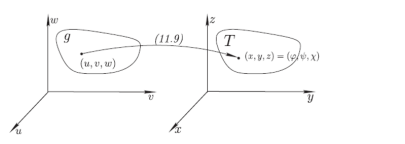 w
z
g
(11.9)
T
(u, v, w)
(x, y, z) = (φ, ψ, χ)
v
y
u
x